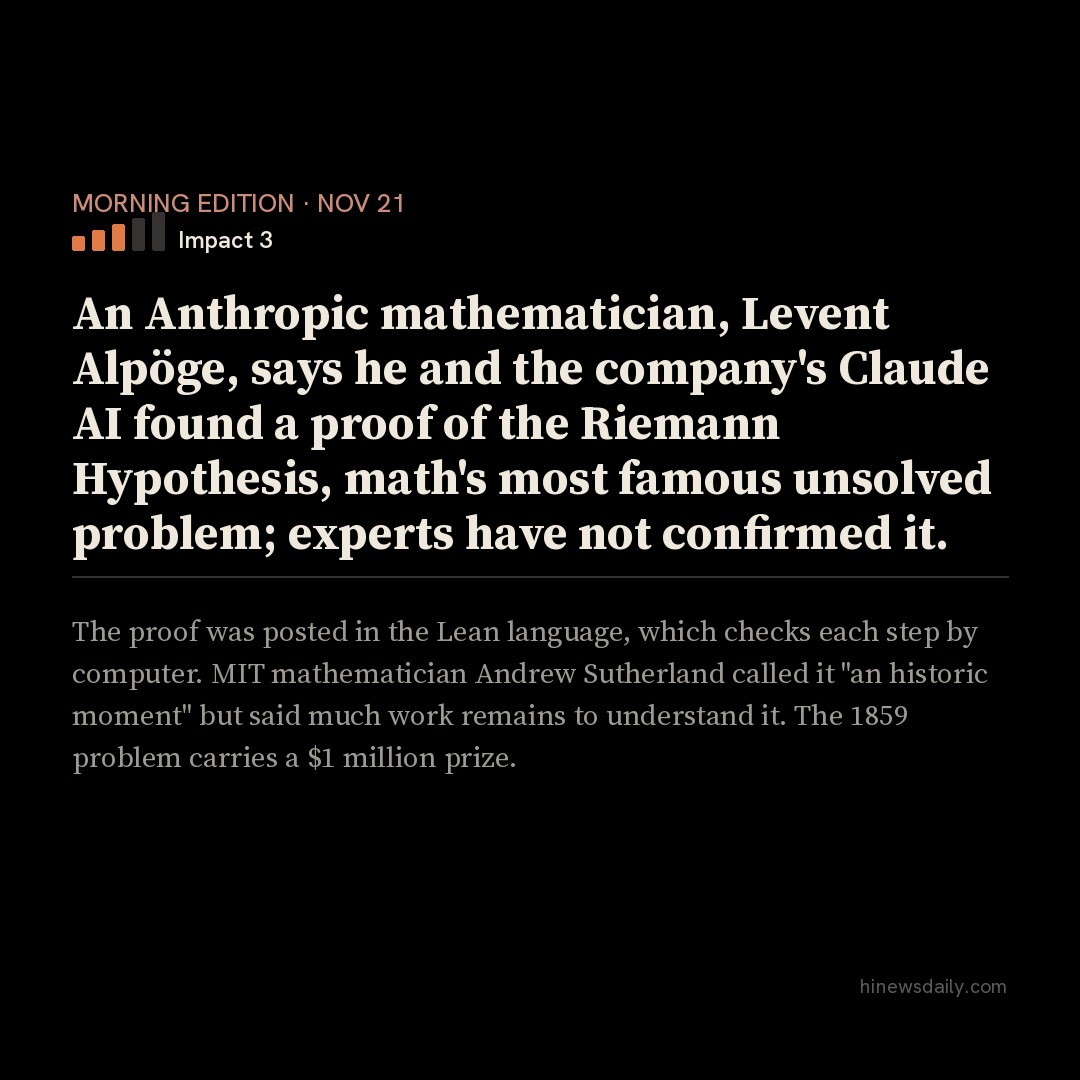 MORNING EDITION · NOV 21
Impact 3
An Anthropic mathematician, Levent
Alpöge, says he and the company's Claude
AI found a proof of the Riemann
Hypothesis, math's most famous unsolved
problem; experts have not confirmed it.
The proof was posted in the Lean language, which checks each step by
computer. MIT mathematician Andrew Sutherland called it "an historic
moment" but said much work remains to understand it. The 1859
problem carries a $1 million prize.
hinewsdaily.com